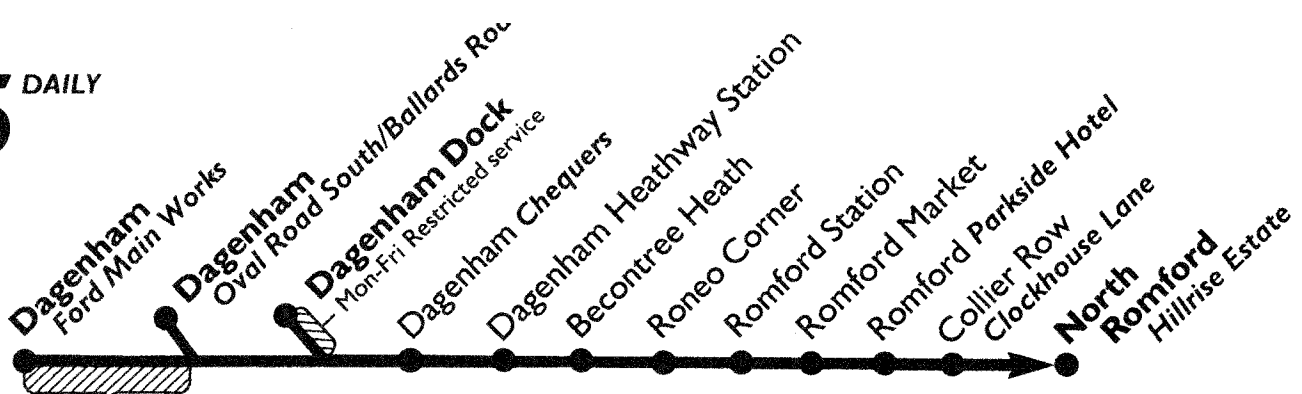 DAILY
Dagenham
Ford Main Works
Dagenham
Oval Road South/Ballards
Dagenham Dock
Mon-Fri Restricted service
Dagenham Chequers
Dagenham Heathway Station
Becontree Heath
Roneo Corner
Romford Station
Romford Market
Romford Parkside Hotel
Collier Row
Clockhouse Lane
North
Romford
Hillrise Estate